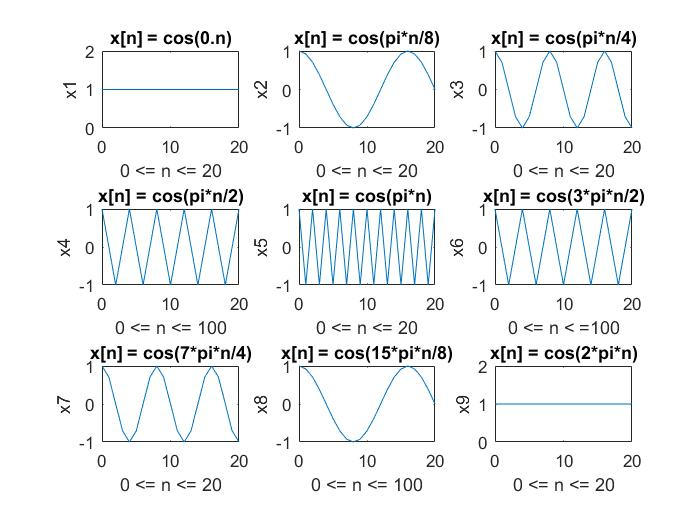 x[n] = cos(0.n)
x1
2
1
0
0 10 20
0 <= n <= 20
x[n] = cos(pi*n/8)
x2
1
0
-1
0 10 20
0 <= n <= 20
x[n] = cos(pi*n/4)
x3
1
0
-1
0 10 20
0 <= n <= 20
x[n] = cos(pi*n/2)
x4
1
0
-1
0 10 20
0 <= n <= 100
x[n] = cos(pi*n)
x5
1
0
-1
0 10 20
0 <= n <= 20
x[n] = cos(3*pi*n/2)
x6
1
0
-1
0 10 20
0 <= n < =100
x[n] = cos(7*pi*n/4)
x7
1
0
-1
0 10 20
0 <= n <= 20
x[n] = cos(15*pi*n/8)
x8
1
0
-1
0 10 20
0 <= n <= 100
x[n] = cos(2*pi*n)
x9
2
1
0
0 10 20
0 <= n <= 20